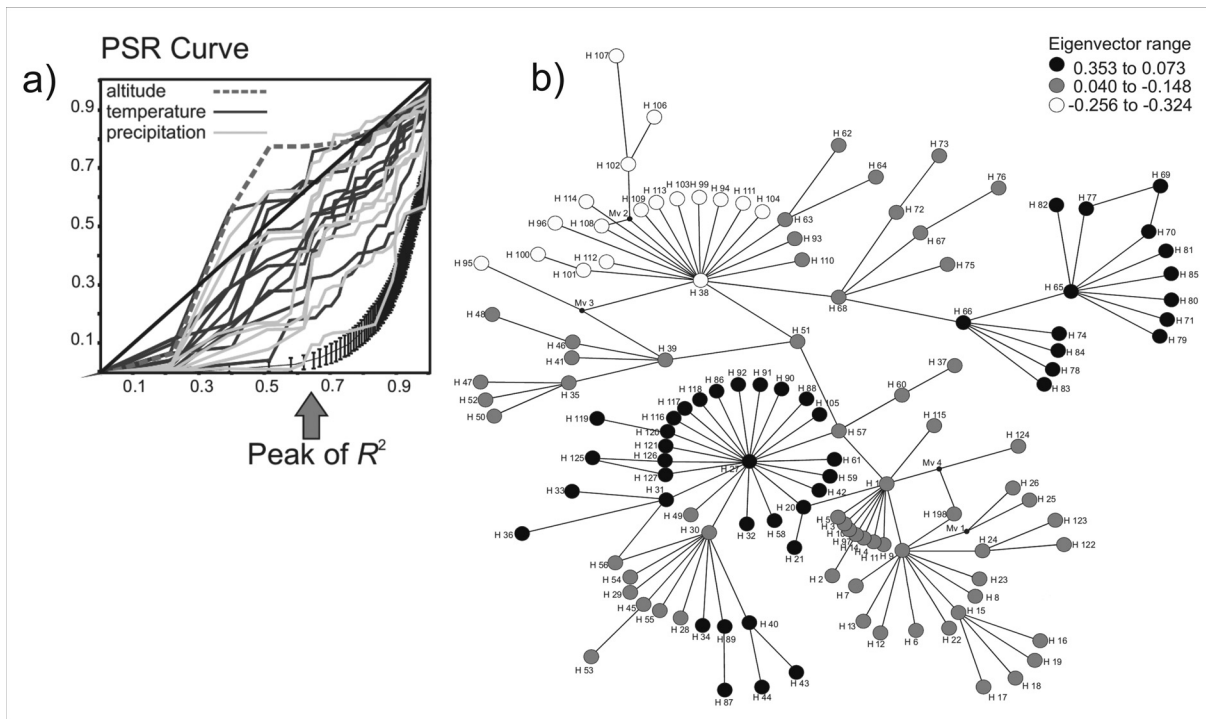 PSR Curve
a)
altitude
temperature
precipitation
0.9
0.7
0.5
0.3
0.1
0.1
0.3
0.5
0.7
0.9
Peak of R²
b)
Eigenvector range
0.353 to 0.073
0.040 to -0.148
-0.256 to -0.324
H 107
H 106
H 102
H 62
H 64
H 73
H 76
H 69
H 77
H 82
H 114
H 109
H 113
H 103
H 99
H 94
H 111
H 104
Mv 2
H 96
H 108
H 63
H 72
H 70
H 93
H 67
H 81
H 100
H 112
H 110
H 75
H 95
H 101
H 85
H 38
H 65
H 80
H 68
Mv 3
H 66
H 71
H 48
H 74
H 79
H 46
H 51
H 84
H 41
H 39
H 37
H 78
H 47
H 35
H 60
H 83
H 52
H 50
H 92
H 91
H 90
H 86
H 118
H 88
H 117
H 105
H 119
H 116
H 120
H 57
H 115
H 121
H 124
H 125
H 126
H 61
Mv 4
H 127
H 27
H 59
H 26
H 33
H 31
H 42
H 1
H 25
H 49
H 20
H 5
H 198
H 123
H 3
Mv 1
H 36
H 30
H 32
H 58
H 97
H 14
H 4
H 11
H 9
H 24
H 122
H 21
H 56
H 2
H 7
H 23
H 54
H 8
H 29
H 15
H 45
H 55
H 28
H 34
H 89
H 40
H 13
H 12
H 6
H 22
H 16
H 53
H 19
H 43
H 18
H 87
H 44
H 17